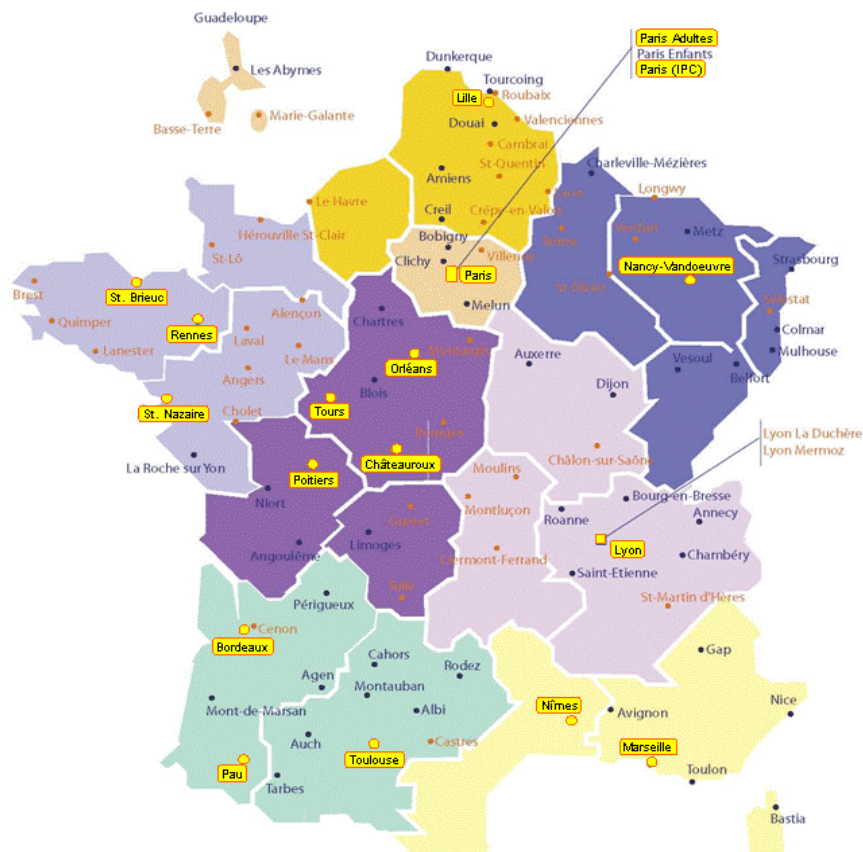 Guadeloupe
Les Abymes
Basse-Terre
Marie-Galante
Paris Adultes
Paris Enfants
Paris (IPC)
Dunkerque
Tourcoing
Roubaix
Lille
Douai
Valenciennes
Cambrai
St-Quentin
Charleville-Mézières
Amiens
Longwy
Le Havre
Creil
Crépy-en-Valois
Laon
Hérouville St-Clair
Bobigny
Reims
Verdun
Metz
St-Lô
Clichy
Paris
Nancy-Vandoeuvre
Strasbourg
Brest
St. Brieuc
Melun
St-Dizier
Sélestat
Quimper
Rennes
Alençon
Chartres
Colmar
Lanester
Laval
Le Mans
Montargis
Orléans
Auxerre
Vesoul
Mulhouse
Belfort
Angers
Blois
Dijon
St. Nazaire
Cholet
Tours
Bourges
Lyon La Duchère
Lyon Mermoz
La Roche sur Yon
Châteauroux
Châlon-sur-Saône
Poitiers
Moulins
Niort
Montluçon
Bourg-en-Bresse
Guéret
Roanne
Annecy
Angoulême
Limoges
Clermont-Ferrand
Lyon
Chambéry
Saint-Etienne
Tulle
St-Martin d'Hères
Périgueux
Cenon
Bordeaux
Cahors
Rodez
Gap
Agen
Montauban
Mont-de-Marsan
Albi
Nîmes
Avignon
Nice
Auch
Castres
Marseille
Pau
Toulouse
Tarbes
Toulon
Bastia